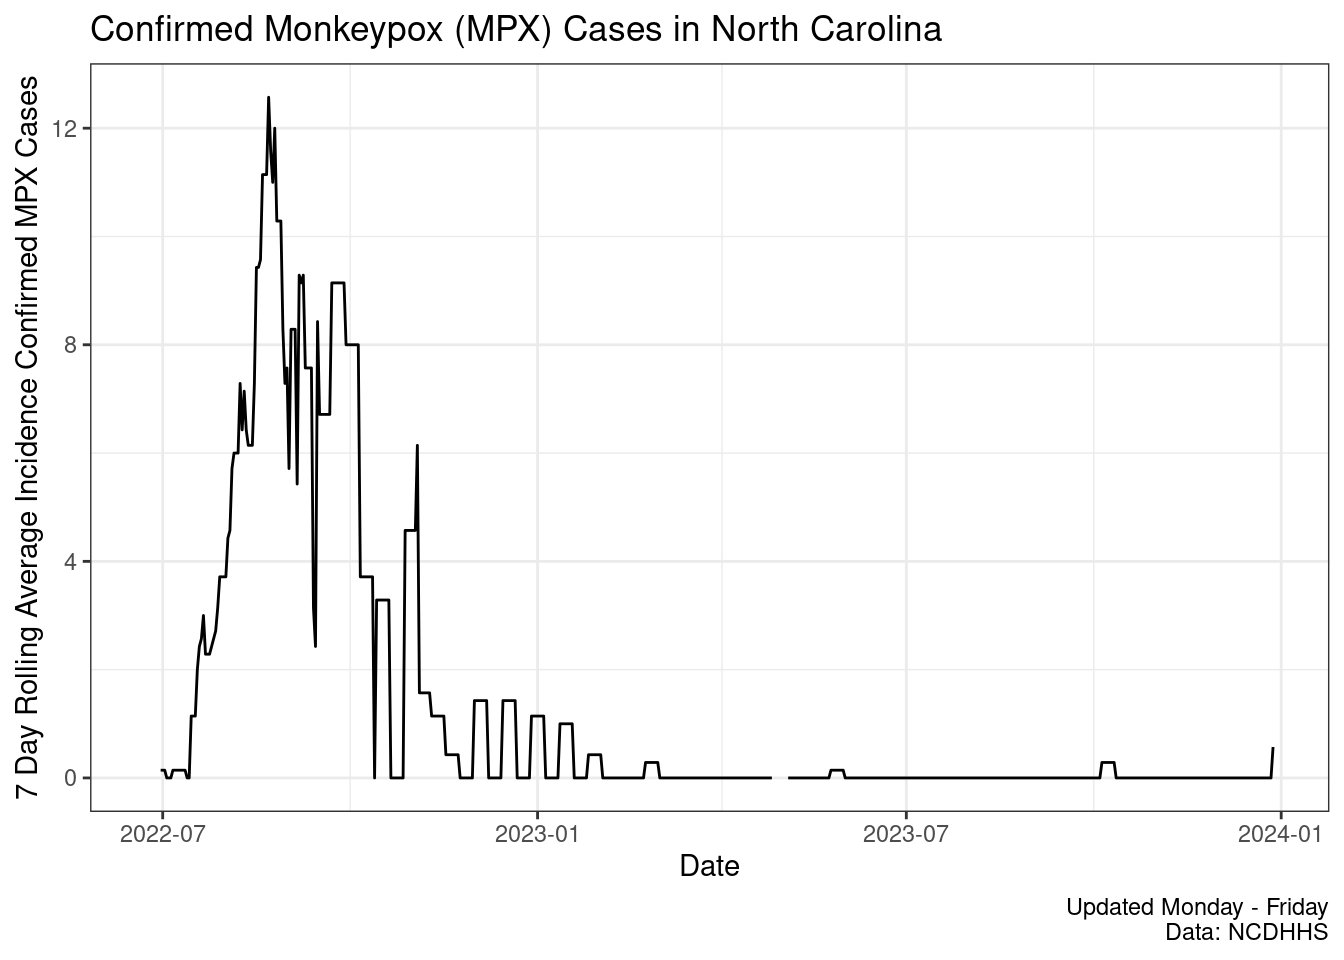 Confirmed Monkeypox (MPX) Cases in North Carolina
7 Day Rolling Average Incidence Confirmed MPX Cases
12
8
4
0
2022-07 2023-01 2023-07 2024-01
Date
Updated Monday - Friday
Data: NCDHHS